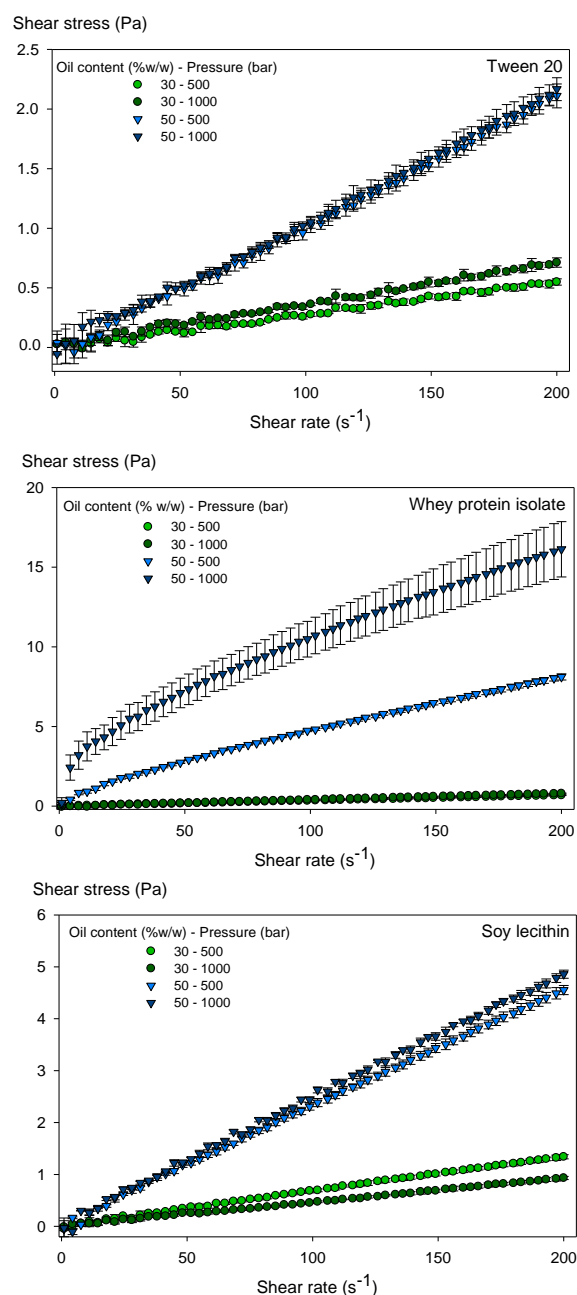 Shear stress (Pa)
2.5
Oil content (%w/w) - Pressure (bar)
Tween 20
30 - 500
2.0
30 - 1000
50 - 500
50 - 1000
1.5
1.0
0.5
0.0
0 50 100 150 200
Shear rate (s⁻¹)
Shear stress (Pa)
20
Oil content (% w/w) - Pressure (bar)
Whey protein isolate
30 - 500
30 - 1000
50 - 500
15
50 - 1000
10
5
0
0 50 100 150 200
Shear rate (s⁻¹)
Shear stress (Pa)
6
Oil content (%w/w) - Pressure (bar)
Soy lecithin
30 - 500
30 - 1000
5
50 - 500
50 - 1000
4
3
2
1
0
0 50 100 150 200
Shear rate (s⁻¹)